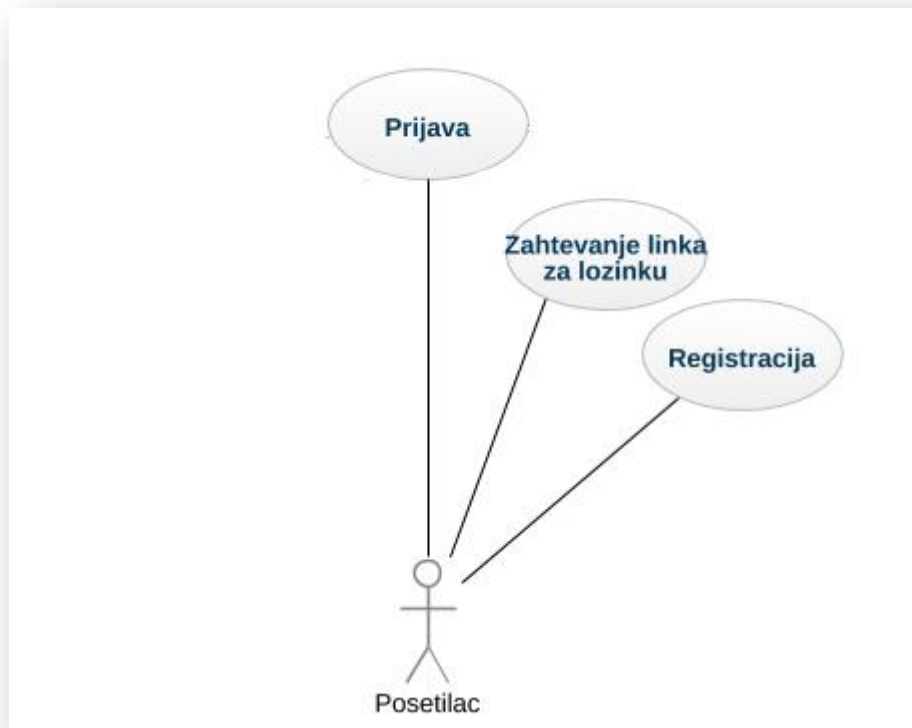 Prijava
Zahtevanje linka
za lozinku
Registracija
Posetilac